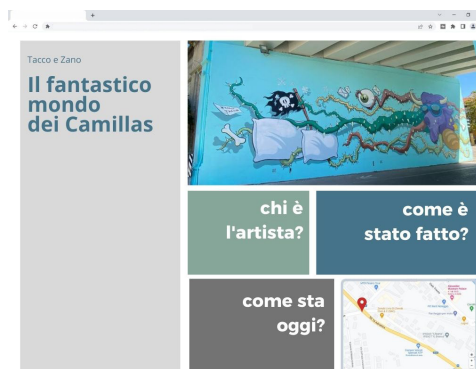 Tacco e Zano
Il fantastico
mondo
dei Camillas
chi è
l'artista?
come è
stato fatto?
come sta
oggi?